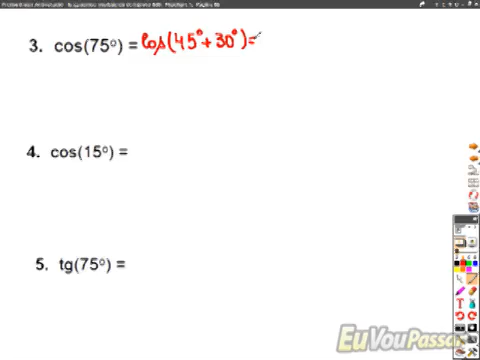 3. cos(75º) = cos(45º + 30º) =
4. cos(15º) =
5. tg(75º) =
EuVouPassar